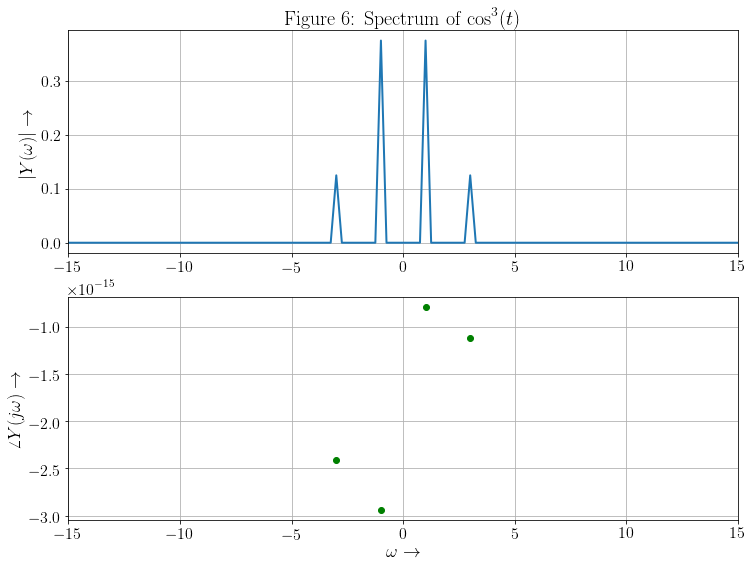 Figure 6: Spectrum of cos³(t)
|Y(ω)| →
0.3
0.2
0.1
0.0
−15 −10 −5 0 5 10 15
×10⁻¹⁵
∠Y(jω) →
−1.0
−1.5
−2.0
−2.5
−3.0
−15 −10 −5 0 5 10 15
ω →